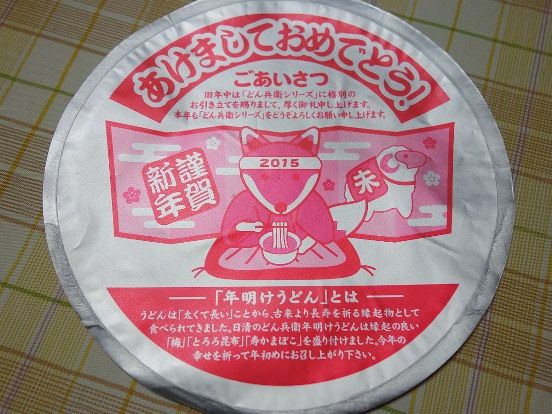 あけましておめでとう!
ごあいさつ
旧年中は「どん兵衛シリーズ」に格別の
お引き立てを賜りまして、厚く御礼申し上げます。
本年も「どん兵衛シリーズ」をどうぞよろしくお願い申し上げます。
謹賀
新年
2015
未
「年明けうどん」とは
うどんは「太くて長い」ことから、古来より長寿を祈る縁起物として
食べられてきました。日清のどん兵衛年明けうどんは縁起の良い
「梅」「とろろ昆布」「寿かまぼこ」を盛り付けました。今年の
幸せを祈って年初めにお召し上がり下さい。